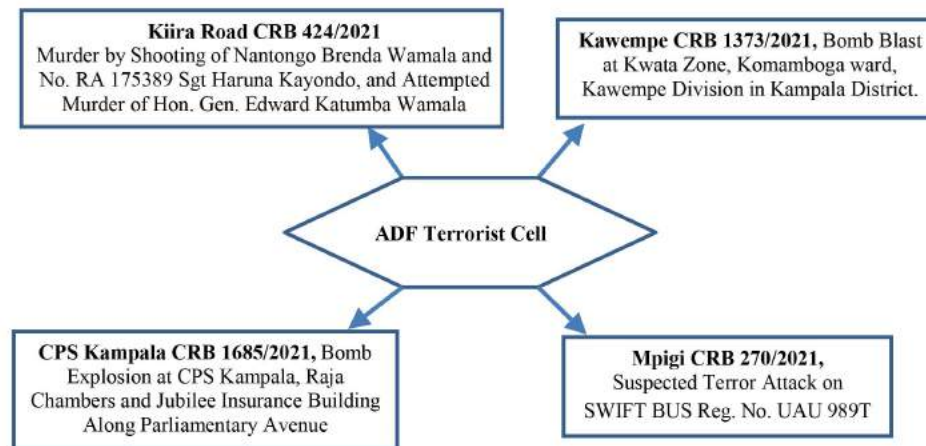 Kiira Road CRB 424/2021
Murder by Shooting of Nantongo Brenda Wamala and
No. RA 175389 Sgt Haruna Kayondo, and Attempted
Murder of Hon. Gen. Edward Katumba Wamala
Kawempe CRB 1373/2021, Bomb Blast
at Kwata Zone, Komamboga ward,
Kawempe Division in Kampala District.
ADF Terrorist Cell
CPS Kampala CRB 1685/2021, Bomb
Explosion at CPS Kampala, Raja
Chambers and Jubilee Insurance Building
Along Parliamentary Avenue
Mpigi CRB 270/2021,
Suspected Terror Attack on
SWIFT BUS Reg. No. UAU 989T